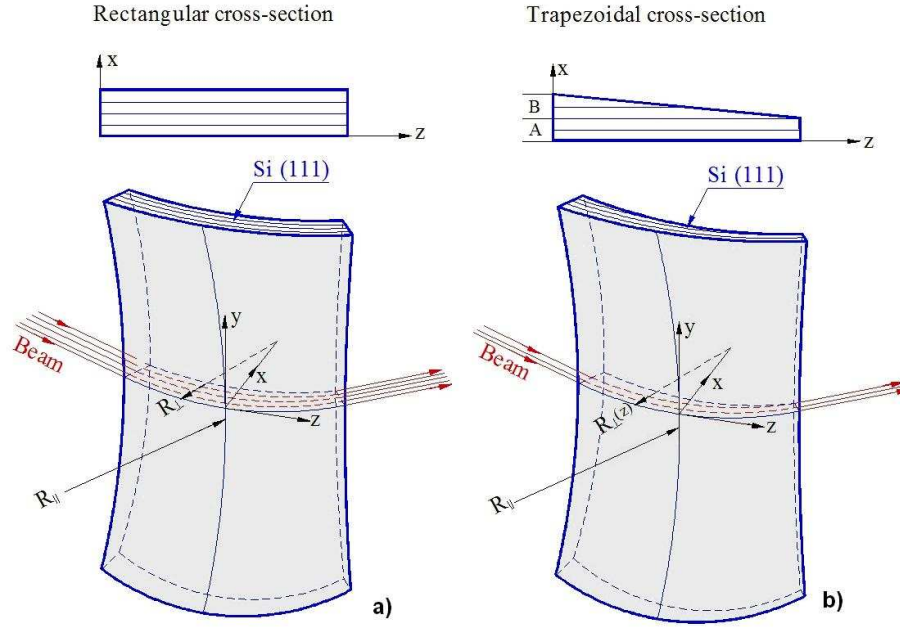 Rectangular cross-section
Trapezoidal cross-section
x
z
x
B
A
z
Si (111)
Si (111)
Beam
y
x
R⊥
z
R||
Beam
y
x
R⊥(z)
z
R||
a)
b)